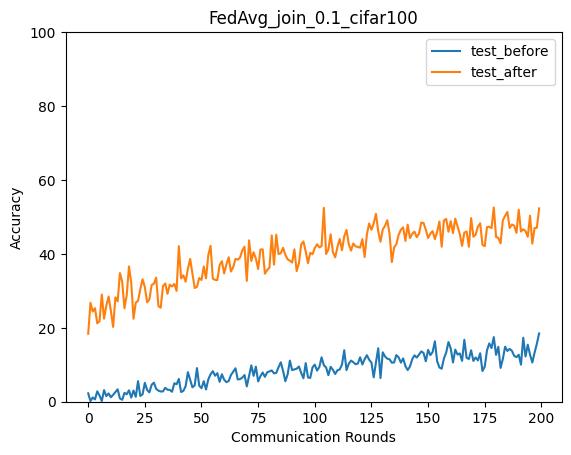 FedAvg_join_0.1_cifar100
test_before
test_after
100
80
60
40
20
0
Accuracy
0 25 50 75 100 125 150 175 200
Communication Rounds